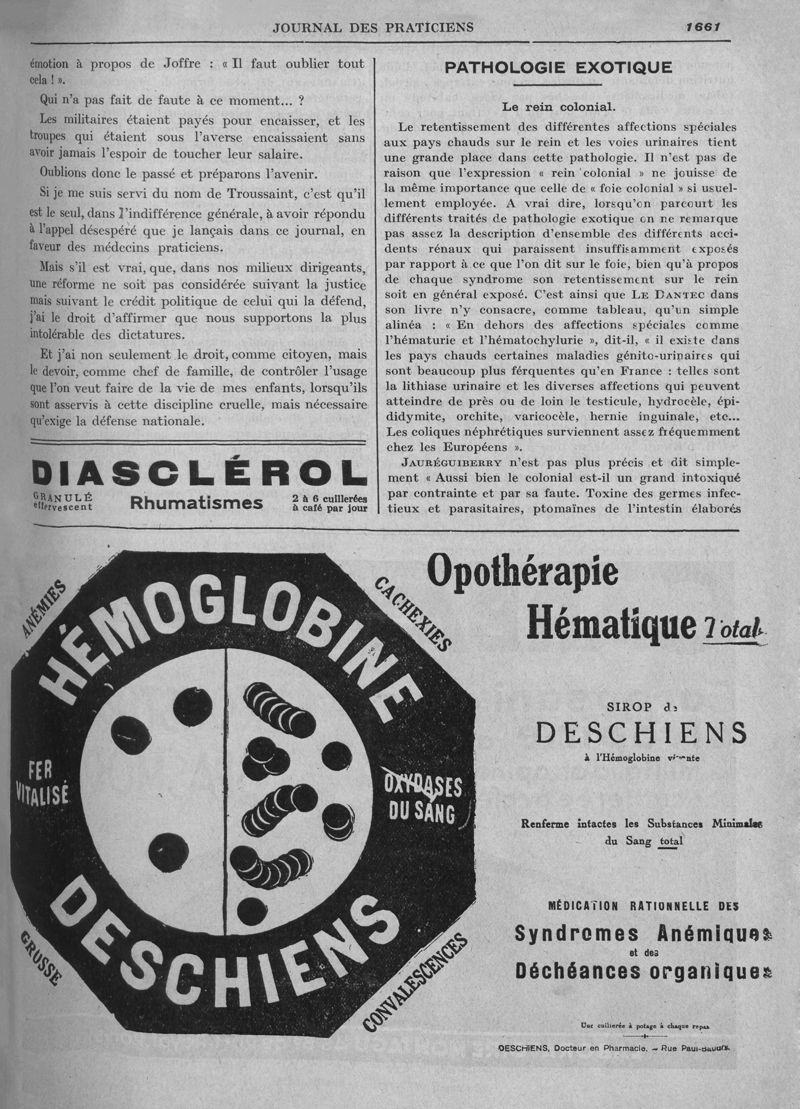 JOURNAL DES PRATICIENS 1661
émotion à propos de Joffre : « Il faut oublier tout
cela ! ».
Qui n'a pas fait de faute à ce moment... ?
Les militaires étaient payés pour encaisser, et les
troupes qui étaient sous l'averse encaissaient sans
avoir jamais l'espoir de toucher leur salaire.
Oublions donc le passé et préparons l'avenir.
Si je me suis servi du nom de Troussaint, c'est qu'il
est le seul, dans l'indifférence générale, à avoir répondu
à l'appel désespéré que je lançais dans ce journal, en
faveur des médecins praticiens.
Mais s'il est vrai, que, dans nos milieux dirigeants,
une réforme ne soit pas considérée suivant la justice
mais suivant le crédit politique de celui qui la défend,
j'ai le droit d'affirmer que nous supportons la plus
intolérable des dictatures.
Et j'ai non seulement le droit, comme citoyen, mais
le devoir, comme chef de famille, de contrôler l'usage
que l'on veut faire de la vie de mes enfants, lorsqu'ils
sont asservis à cette discipline cruelle, mais nécessaire
qu'exige la défense nationale.
DIASCLÉROL
GRANULÉ
effervescent
Rhumatismes
2 à 6 cuillerées
à café par jour
PATHOLOGIE EXOTIQUE
Le rein colonial.
Le retentissement des différentes affections spéciales
aux pays chauds sur le rein et les voies urinaires tient
une grande place dans cette pathologie. Il n'est pas de
raison que l'expression « rein colonial » ne jouisse de
la même importance que celle de « foie colonial » si usuel-
lement employée. A vrai dire, lorsqu'on parcourt les
différents traités de pathologie exotique on ne remarque
pas assez la description d'ensemble des différents acci-
dents rénaux qui paraissent insuffisamment exposés
par rapport à ce que l'on dit sur le foie, bien qu'à propos
de chaque syndrome son retentissement sur le rein
soit en général exposé. C'est ainsi que LE DANTEC dans
son livre n'y consacre, comme tableau, qu'un simple
alinéa : « En dehors des affections spéciales comme
l'hématurie et l'hématochylurie », dit-il, « il existe dans
les pays chauds certaines maladies génito-urinaires qui
sont beaucoup plus férquentes qu'en France : telles sont
la lithiase urinaire et les diverses affections qui peuvent
atteindre de près ou de loin le testicule, hydrocèle, épi-
didymite, orchite, varicocèle, hernie inguinale, etc...
Les coliques néphrétiques surviennent assez fréquemment
chez les Européens ».
JAURÉGUIBERRY n'est pas plus précis et dit simple-
ment « Aussi bien le colonial est-il un grand intoxiqué
par contrainte et par sa faute. Toxine des germes infec-
tieux et parasitaires, ptomaïnes de l'intestin élaborés
ANÉMIES
CACHEXIES
HÉMOGLOBINE
FER
VITALISÉ
OXYDASES
DU SANG
DESCHIENS
GRUSSE
CONVALESCENCES
Opothérapie
Hématique Total
SIROP de
DESCHIENS
à l'Hémoglobine vivante
Renferme intactes les Substances Minimales
du Sang total
MÉDICATION RATIONNELLE DES
Syndromes Anémiques
et des
Déchéances organiques
Une cuillerée à potage à chaque repas
DESCHIENS, Docteur en Pharmacie. — Rue